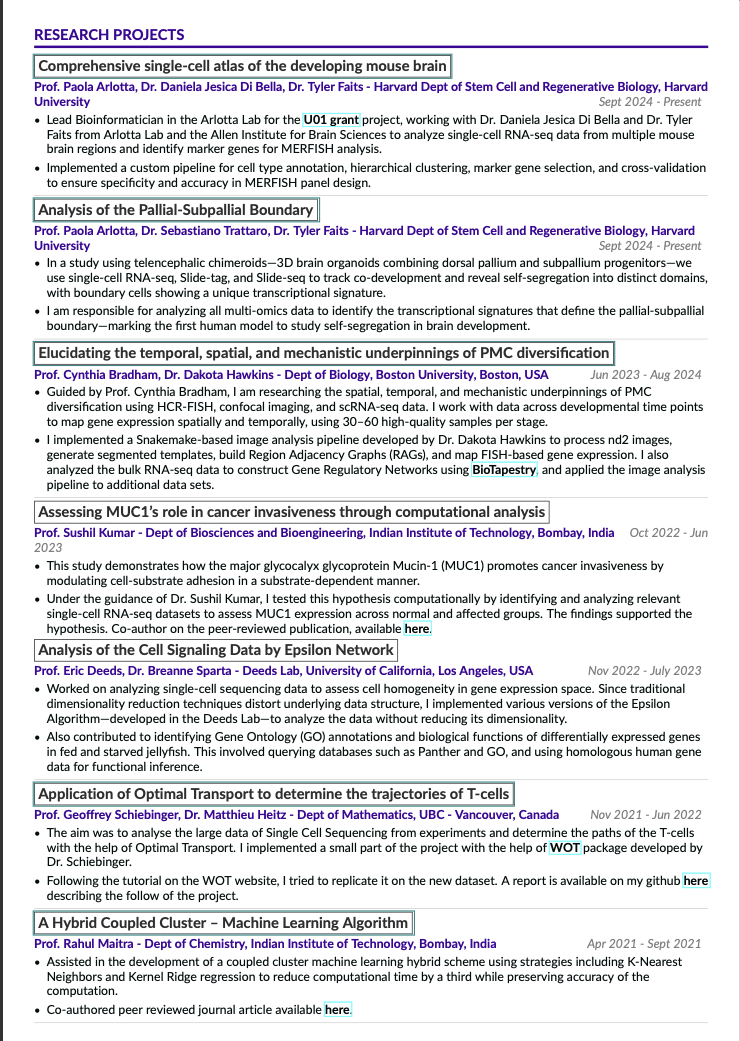 RESEARCH PROJECTS
Comprehensive single-cell atlas of the developing mouse brain
Prof. Paola Arlotta, Dr. Daniela Jesica Di Bella, Dr. Tyler Faits - Harvard Dept of Stem Cell and Regenerative Biology, Harvard
University Sept 2024 - Present
• Lead Bioinformatician in the Arlotta Lab for the U01 grant project, working with Dr. Daniela Jesica Di Bella and Dr. Tyler
Faits from Arlotta Lab and the Allen Institute for Brain Sciences to analyze single-cell RNA-seq data from multiple mouse
brain regions and identify marker genes for MERFISH analysis.
• Implemented a custom pipeline for cell type annotation, hierarchical clustering, marker gene selection, and cross-validation
to ensure specificity and accuracy in MERFISH panel design.
Analysis of the Pallial-Subpallial Boundary
Prof. Paola Arlotta, Dr. Sebastiano Trattaro, Dr. Tyler Faits - Harvard Dept of Stem Cell and Regenerative Biology, Harvard
University Sept 2024 - Present
• In a study using telencephalic chimeroids—3D brain organoids combining dorsal pallium and subpallium progenitors—we
use single-cell RNA-seq, Slide-tag, and Slide-seq to track co-development and reveal self-segregation into distinct domains,
with boundary cells showing a unique transcriptional signature.
• I am responsible for analyzing all multi-omics data to identify the transcriptional signatures that define the pallial-subpallial
boundary—marking the first human model to study self-segregation in brain development.
Elucidating the temporal, spatial, and mechanistic underpinnings of PMC diversification
Prof. Cynthia Bradham, Dr. Dakota Hawkins - Dept of Biology, Boston University, Boston, USA Jun 2023 - Aug 2024
• Guided by Prof. Cynthia Bradham, I am researching the spatial, temporal, and mechanistic underpinnings of PMC
diversification using HCR-FISH, confocal imaging, and scRNA-seq data. I work with data across developmental time points
to map gene expression spatially and temporally, using 30–60 high-quality samples per stage.
• I implemented a Snakemake-based image analysis pipeline developed by Dr. Dakota Hawkins to process nd2 images,
generate segmented templates, build Region Adjacency Graphs (RAGs), and map FISH-based gene expression. I also
analyzed the bulk RNA-seq data to construct Gene Regulatory Networks using BioTapestry, and applied the image analysis
pipeline to additional data sets.
Assessing MUC1's role in cancer invasiveness through computational analysis
Prof. Sushil Kumar - Dept of Biosciences and Bioengineering, Indian Institute of Technology, Bombay, India Oct 2022 - Jun
2023
• This study demonstrates how the major glycocalyx glycoprotein Mucin-1 (MUC1) promotes cancer invasiveness by
modulating cell-substrate adhesion in a substrate-dependent manner.
• Under the guidance of Dr. Sushil Kumar, I tested this hypothesis computationally by identifying and analyzing relevant
single-cell RNA-seq datasets to assess MUC1 expression across normal and affected groups. The findings supported the
hypothesis. Co-author on the peer-reviewed publication, available here.
Analysis of the Cell Signaling Data by Epsilon Network
Prof. Eric Deeds, Dr. Breanne Sparta - Deeds Lab, University of California, Los Angeles, USA Nov 2022 - July 2023
• Worked on analyzing single-cell sequencing data to assess cell homogeneity in gene expression space. Since traditional
dimensionality reduction techniques distort underlying data structure, I implemented various versions of the Epsilon
Algorithm—developed in the Deeds Lab—to analyze the data without reducing its dimensionality.
• Also contributed to identifying Gene Ontology (GO) annotations and biological functions of differentially expressed genes
in fed and starved jellyfish. This involved querying databases such as Panther and GO, and using homologous human gene
data for functional inference.
Application of Optimal Transport to determine the trajectories of T-cells
Prof. Geoffrey Schiebinger, Dr. Matthieu Heitz - Dept of Mathematics, UBC - Vancouver, Canada Nov 2021 - Jun 2022
• The aim was to analyse the large data of Single Cell Sequencing from experiments and determine the paths of the T-cells
with the help of Optimal Transport. I implemented a small part of the project with the help of WOT package developed by
Dr. Schiebinger.
• Following the tutorial on the WOT website, I tried to replicate it on the new dataset. A report is available on my github here
describing the follow of the project.
A Hybrid Coupled Cluster – Machine Learning Algorithm
Prof. Rahul Maitra - Dept of Chemistry, Indian Institute of Technology, Bombay, India Apr 2021 - Sept 2021
• Assisted in the development of a coupled cluster machine learning hybrid scheme using strategies including K-Nearest
Neighbors and Kernel Ridge regression to reduce computational time by a third while preserving accuracy of the
computation.
• Co-authored peer reviewed journal article available here.